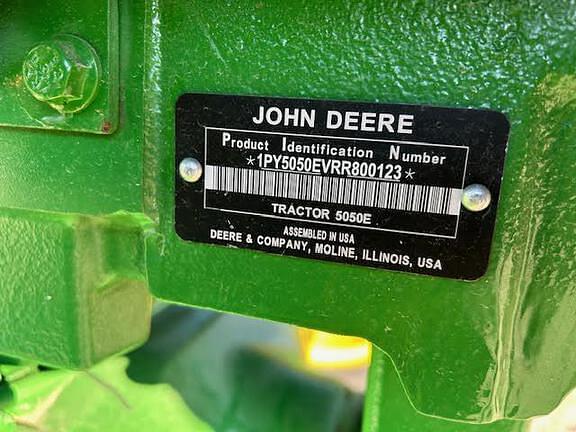 JOHN DEERE
Product Identification Number
*1PY5050EVRR800123*
TRACTOR 5050E
ASSEMBLED IN USA
DEERE & COMPANY, MOLINE, ILLINOIS, USA